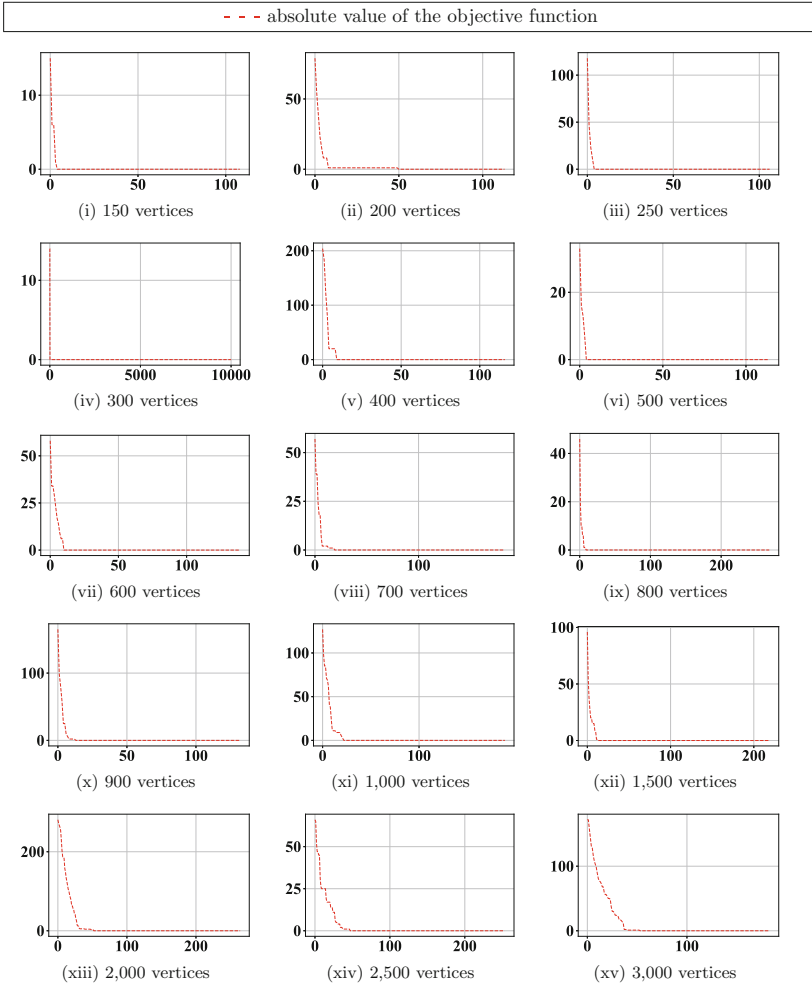 absolute value of the objective function
10
0
0 50 100
(i) 150 vertices
50
0
0 50 100
(ii) 200 vertices
100
50
0
0 50 100
(iii) 250 vertices
10
0
0 5000 10000
(iv) 300 vertices
200
100
0
0 50 100
(v) 400 vertices
20
0
0 50 100
(vi) 500 vertices
50
25
0
0 50 100
(vii) 600 vertices
50
25
0
0 100
(viii) 700 vertices
40
20
0
0 100 200
(ix) 800 vertices
100
0
0 50 100
(x) 900 vertices
100
50
0
0 100
(xi) 1,000 vertices
100
50
0
0 100 200
(xii) 1,500 vertices
200
0
0 100 200
(xiii) 2,000 vertices
50
25
0
0 100 200
(xiv) 2,500 vertices
100
0
0 100
(xv) 3,000 vertices